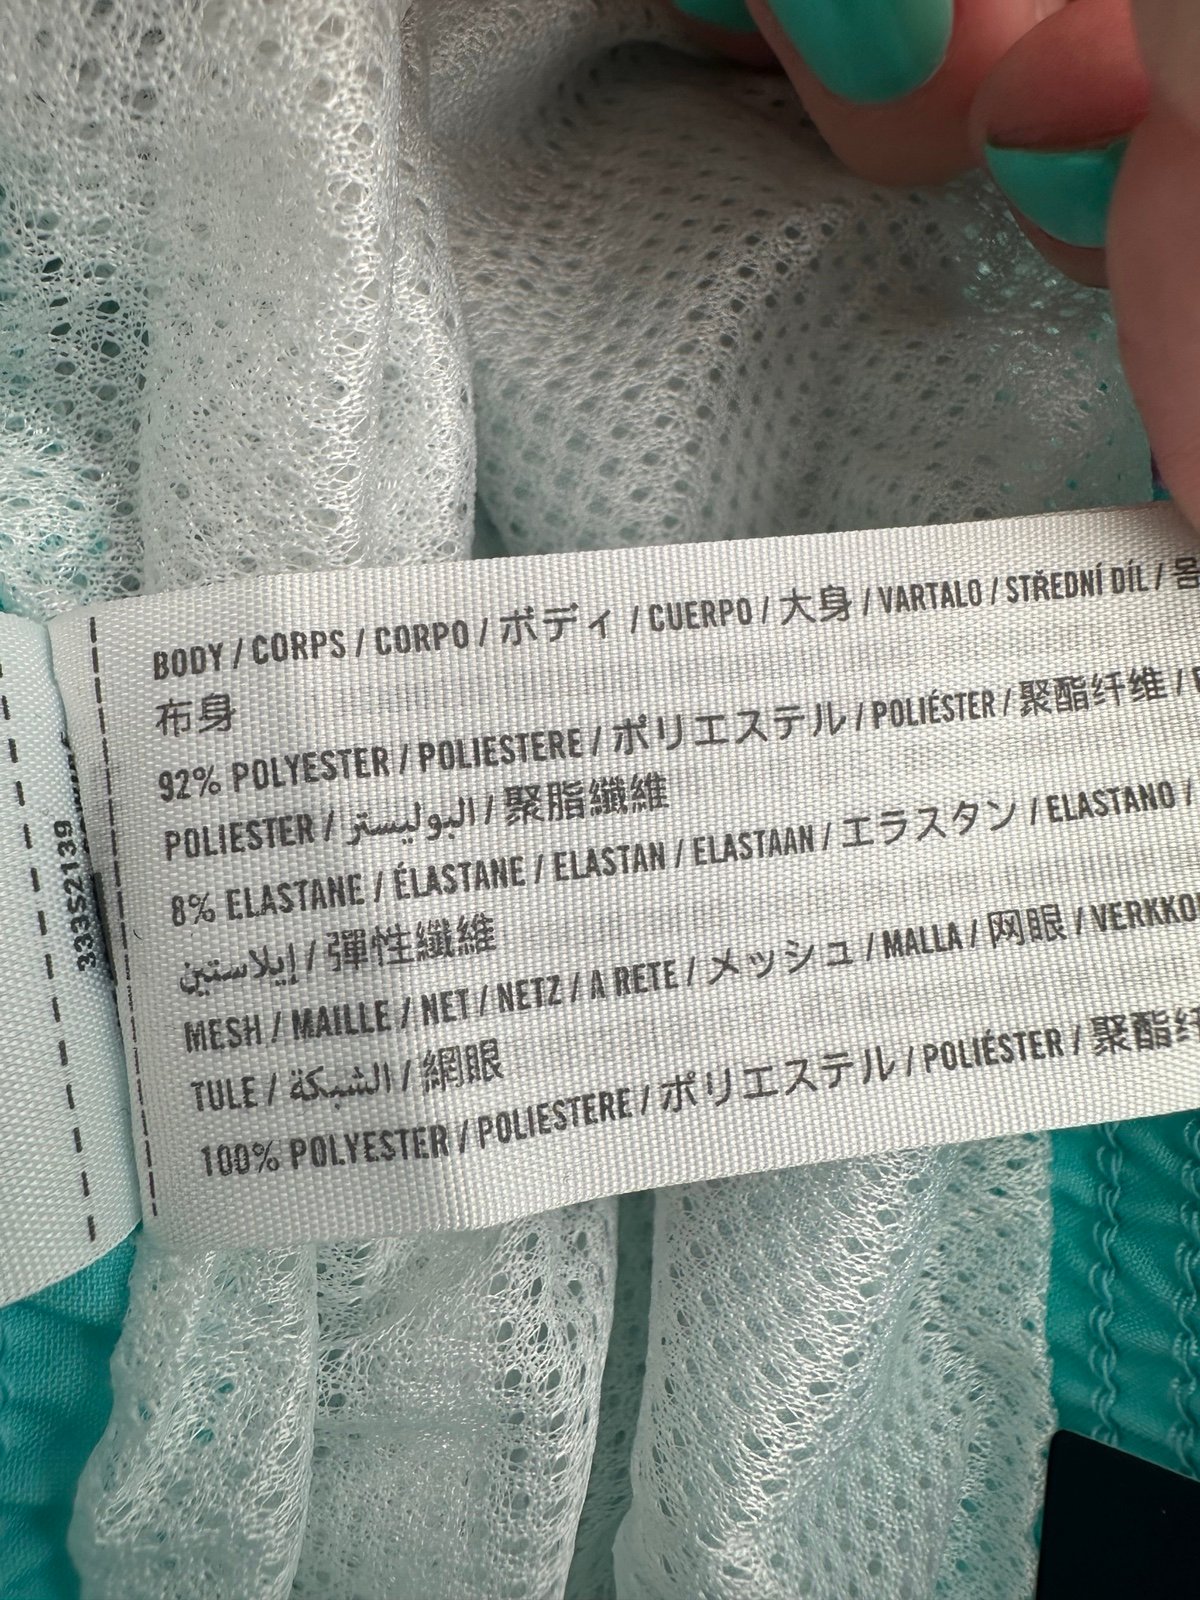 BODY / CORPS / CORPO / ボディ / CUERPO / 大身 / VARTALO / STŘEDNÍ DÍL /
布身
92% POLYESTER / POLIESTERE / ポリエステル / POLIÉSTER / 聚酯纤维 /
POLIESTER / البوليستر / 聚脂纖維
8% ELASTANE / ÉLASTANE / ELASTAN / ELASTAAN / エラスタン / ELASTANO /
إيلاستين / 彈性纖維
MESH / MAILLE / NET / NETZ / A RETE / メッシュ / MALLA / 网眼 /
TULE / الشبكة / 網眼
100% POLYESTER / POLIESTERE / ポリエステル / POLIÉSTER /
333S2139